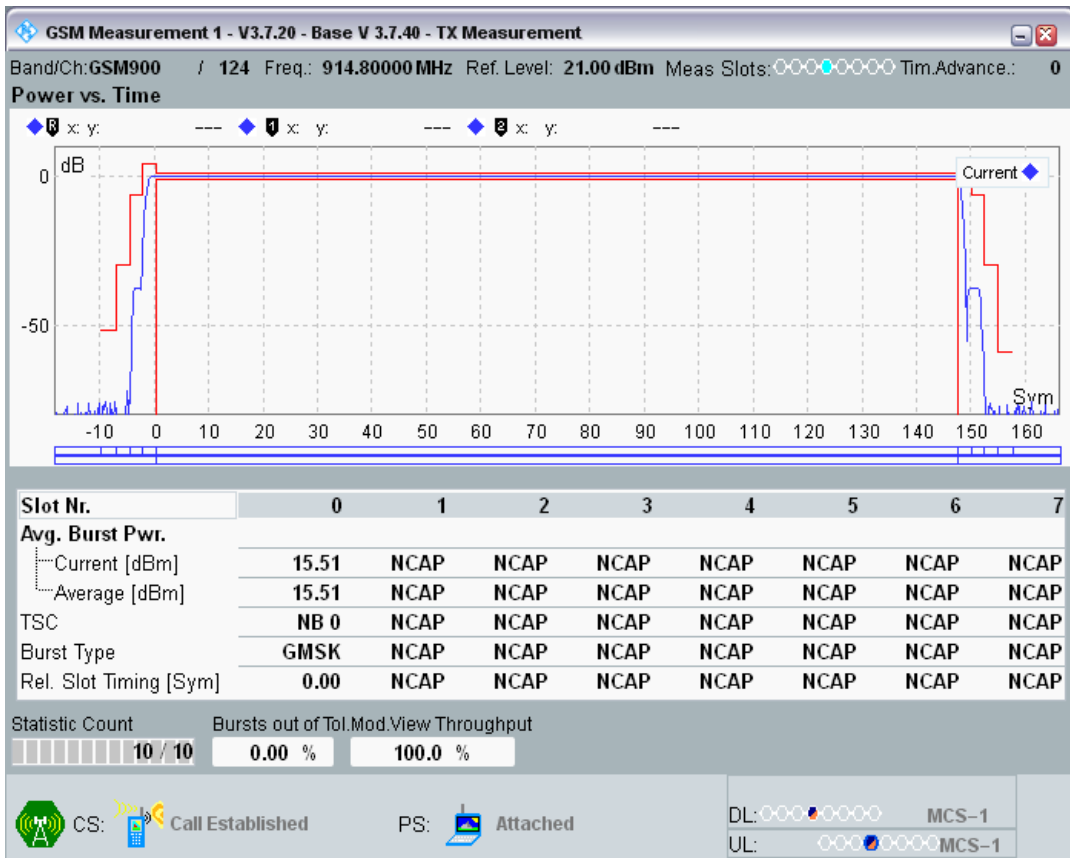 GSM Measurement 1 - V3.7.20 - Base V 3.7.40 - TX Measurement
Band/Ch:GSM900 / 124 Freq.: 914.80000 MHz Ref. Level: 21.00 dBm Meas Slots: Tim.Advance.: 0
Power vs. Time
R x: y: --- 1 x: y: --- 2 x: y: ---
dB
Current
0
-50
Sym
-10 0 10 20 30 40 50 60 70 80 90 100 110 120 130 140 150 160
Slot Nr. 0 1 2 3 4 5 6 7
Avg. Burst Pwr.
Current [dBm] 15.51 NCAP NCAP NCAP NCAP NCAP NCAP NCAP
Average [dBm] 15.51 NCAP NCAP NCAP NCAP NCAP NCAP NCAP
TSC NB 0 NCAP NCAP NCAP NCAP NCAP NCAP NCAP
Burst Type GMSK NCAP NCAP NCAP NCAP NCAP NCAP NCAP
Rel. Slot Timing [Sym] 0.00 NCAP NCAP NCAP NCAP NCAP NCAP NCAP
Statistic Count Bursts out of Tol. Mod.View Throughput
10 / 10 0.00 % 100.0 %
CS: Call Established PS: Attached
DL: MCS-1
UL: MCS-1